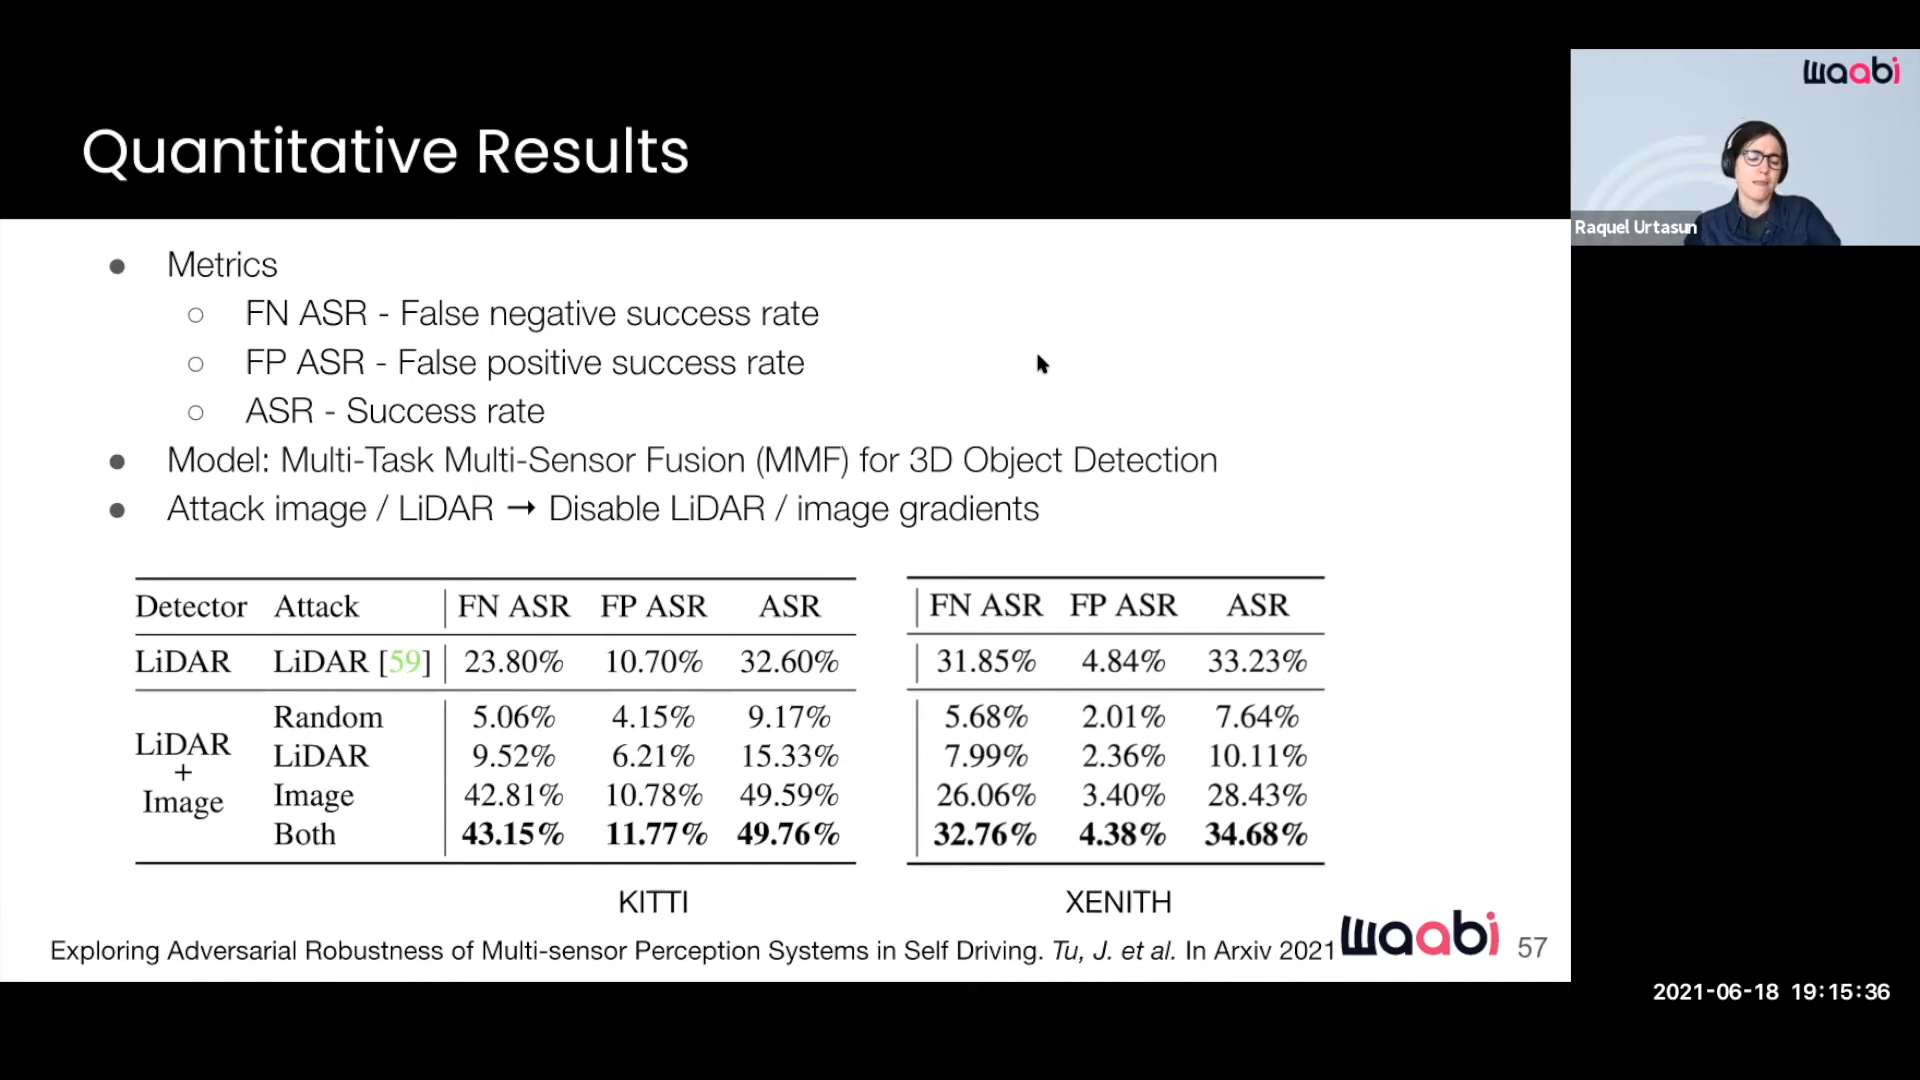 waabi
Quantitative Results
Raquel Urtasun
● Metrics
○ FN ASR - False negative success rate
○ FP ASR - False positive success rate
○ ASR - Success rate
● Model: Multi-Task Multi-Sensor Fusion (MMF) for 3D Object Detection
● Attack image / LiDAR → Disable LiDAR / image gradients
Detector Attack FN ASR FP ASR ASR
LiDAR LiDAR [59] 23.80% 10.70% 32.60%
LiDAR + Image
Random 5.06% 4.15% 9.17%
LiDAR 9.52% 6.21% 15.33%
Image 42.81% 10.78% 49.59%
Both 43.15% 11.77% 49.76%
KITTI
FN ASR FP ASR ASR
31.85% 4.84% 33.23%
5.68% 2.01% 7.64%
7.99% 2.36% 10.11%
26.06% 3.40% 28.43%
32.76% 4.38% 34.68%
XENITH
Exploring Adversarial Robustness of Multi-sensor Perception Systems in Self Driving. Tu, J. et al. In Arxiv 2021
waabi 57
2021-06-18 19:15:36